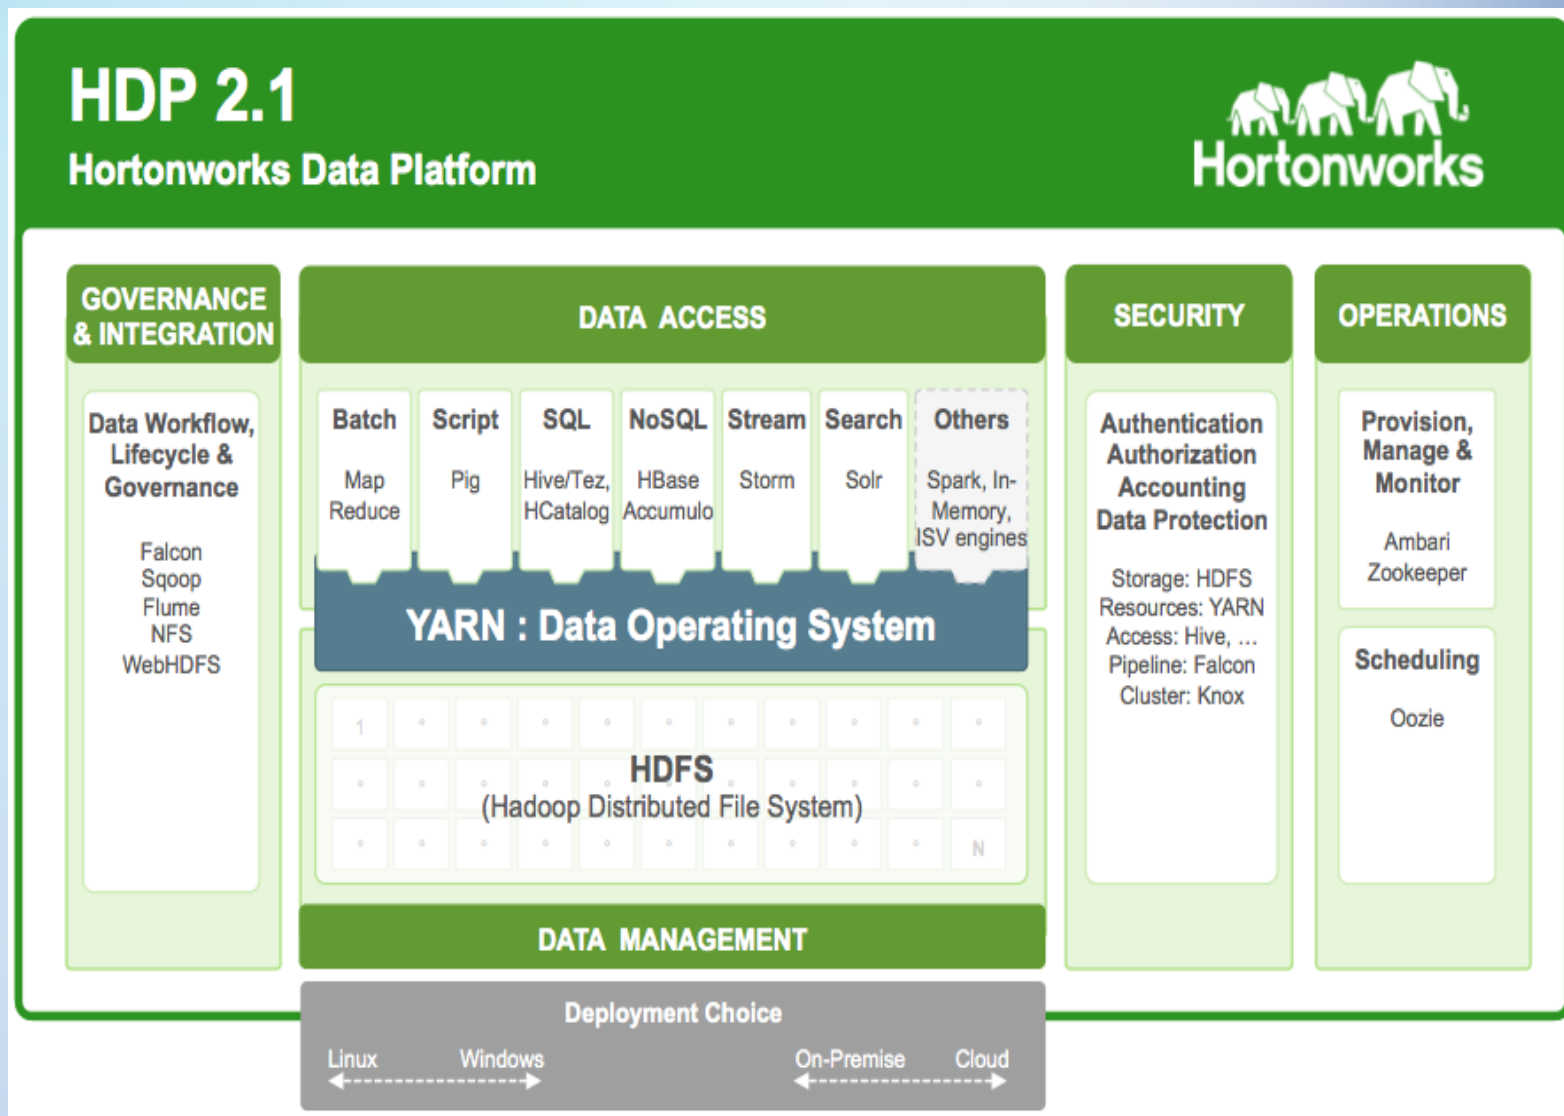 HDP 2.1
Hortonworks Data Platform
Hortonworks
GOVERNANCE
& INTEGRATION
Data Workflow,
Lifecycle &
Governance
Falcon
Sqoop
Flume
NFS
WebHDFS
DATA ACCESS
Batch
Map
Reduce
Script
Pig
SQL
Hive/Tez,
HCatalog
NoSQL
HBase
Accumulo
Stream
Storm
Search
Solr
Others
Spark, In-
Memory,
ISV engines
YARN : Data Operating System
1
HDFS
(Hadoop Distributed File System)
N
DATA MANAGEMENT
SECURITY
Authentication
Authorization
Accounting
Data Protection
Storage: HDFS
Resources: YARN
Access: Hive, ...
Pipeline: Falcon
Cluster: Knox
OPERATIONS
Provision,
Manage &
Monitor
Ambari
Zookeeper
Scheduling
Oozie
Deployment Choice
Linux Windows On-Premise Cloud